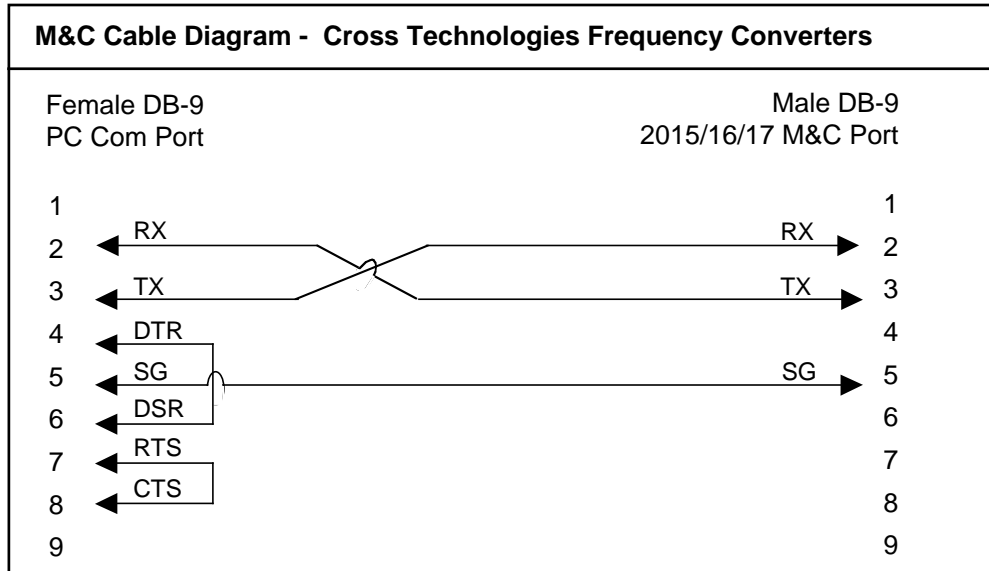 M&C Cable Diagram - Cross Technologies Frequency Converters
Female DB-9
PC Com Port
Male DB-9
2015/16/17 M&C Port
1 1
2 RX RX 2
3 TX TX 3
4 DTR 4
5 SG SG 5
6 DSR 6
7 RTS 7
8 CTS 8
9 9